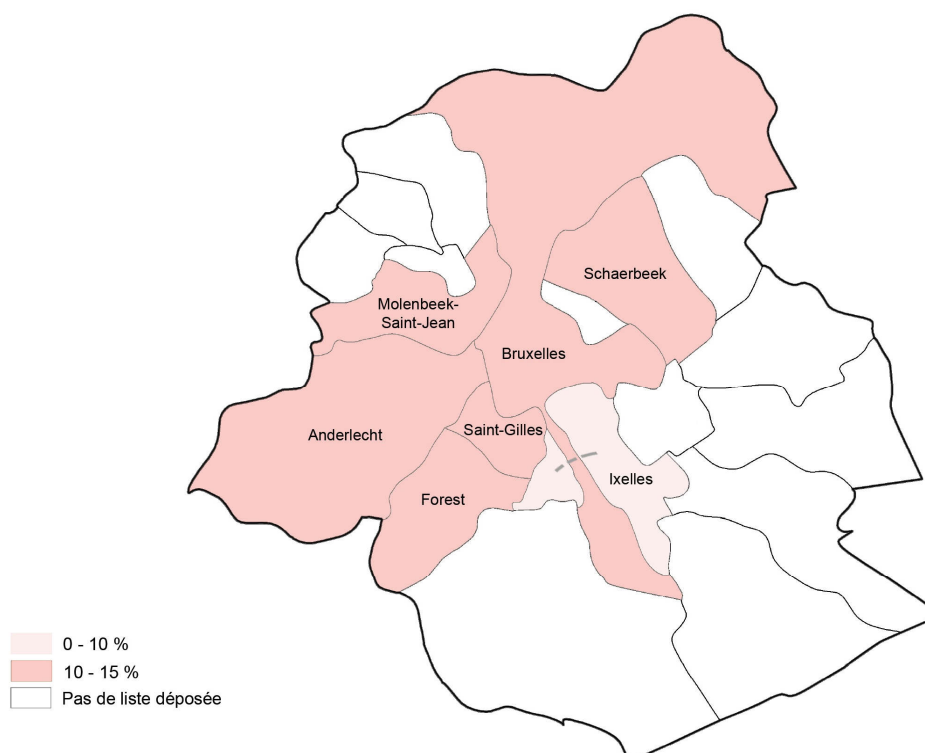 Schaerbeek
Molenbeek-
Saint-Jean
Bruxelles
Anderlecht
Saint-Gilles
Ixelles
Forest
0 - 10 %
10 - 15 %
Pas de liste déposée